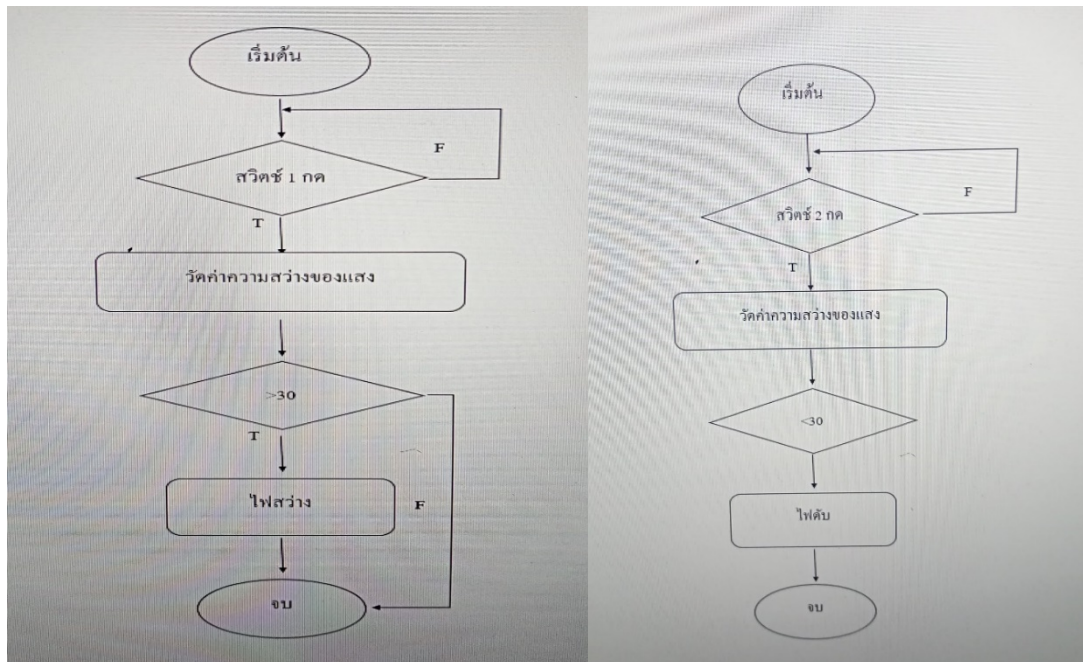 เริ่มต้น
F
สวิตช์ 1 กด
T
วัดค่าความสว่างของแสง
>30
T
ไฟสว่าง
F
จบ
เริ่มต้น
F
สวิตช์ 2 กด
T
วัดค่าความสว่างของแสง
<30
ไฟดับ
จบ